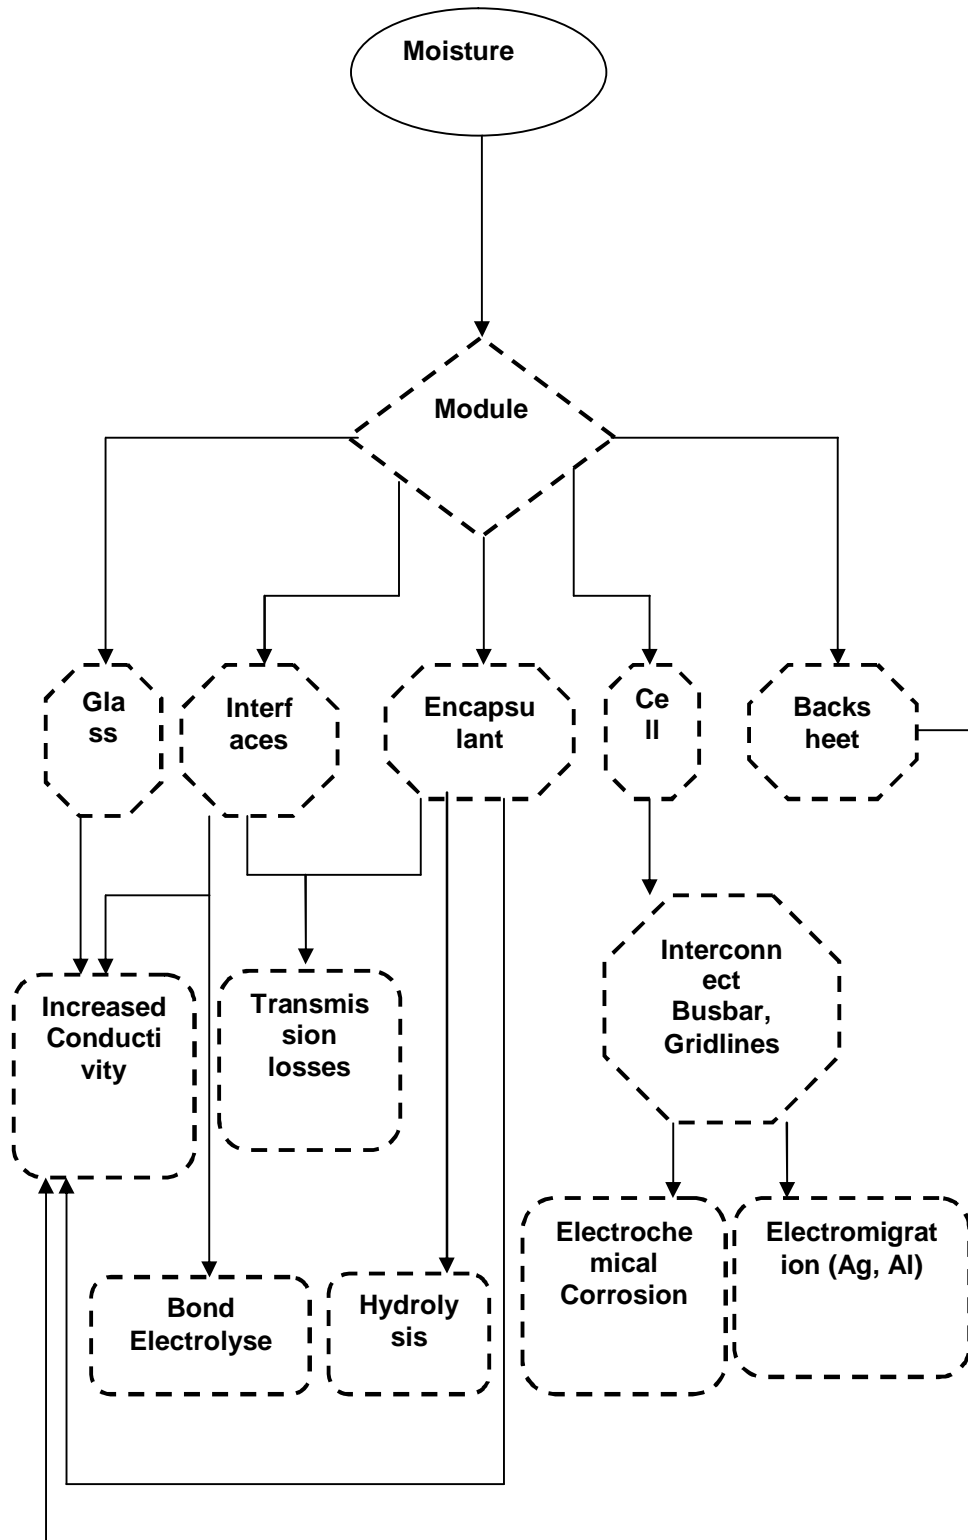 Moisture
Module
Gla
ss
Interf
aces
Encapsu
lant
Ce
ll
Backs
heet
Interconn
ect
Busbar,
Gridlines
Increased
Conducti
vity
Transmis
sion
losses
Electroche
mical
Corrosion
Electromigrat
ion (Ag, Al)
Bond
Electrolyse
Hydroly
sis